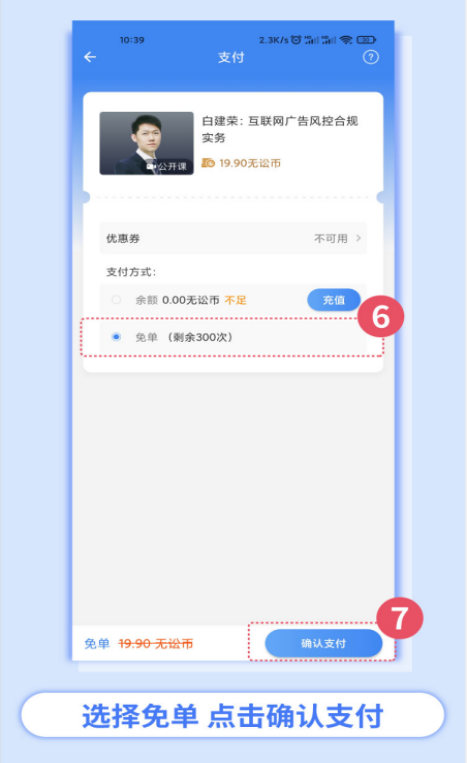 10:39
2.3K/s
支付
白建荣：互联网广告风控合规
实务
公开课
19.90无讼币
优惠券
不可用
支付方式：
余额 0.00无讼币 不足
充值
6
免单 （剩余300次）
7
免单 19.90 无讼币
确认支付
选择免单 点击确认支付